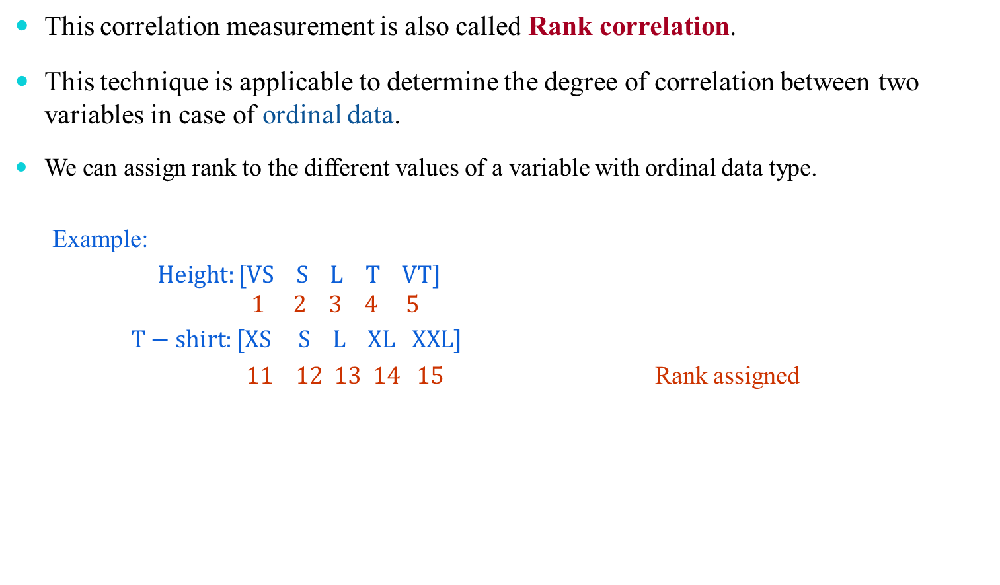 • This correlation measurement is also called Rank correlation.
• This technique is applicable to determine the degree of correlation between two
variables in case of ordinal data.
• We can assign rank to the different values of a variable with ordinal data type.
Example:
Height: [VS S L T VT]
1 2 3 4 5
T − shirt: [XS S L XL XXL]
11 12 13 14 15 Rank assigned